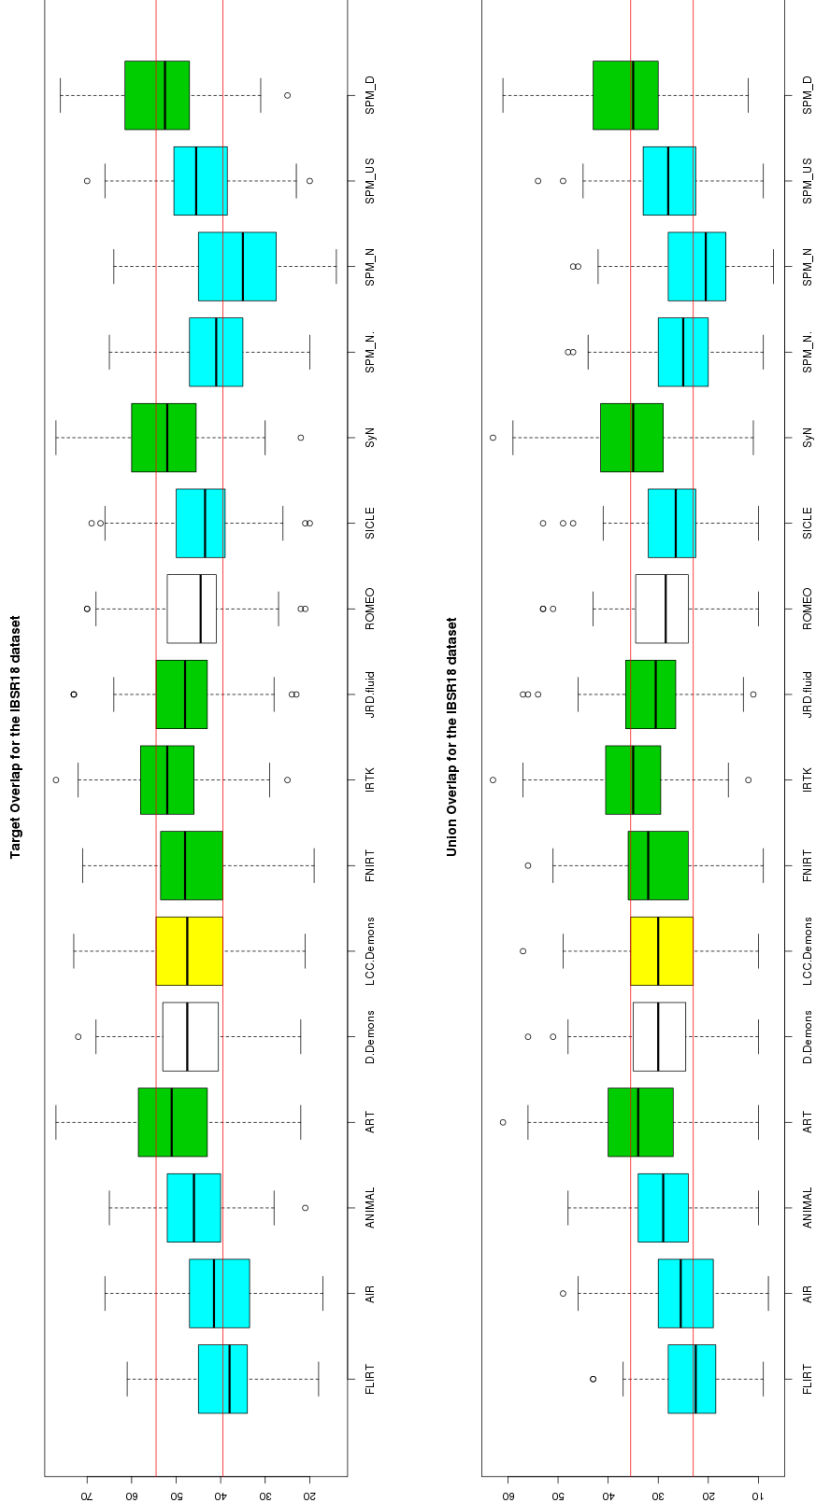 Target Overlap for the IBSR18 dataset
FLIRT
AIR
ANIMAL
ART
D.Demons
LCC.Demons
FNIRT
IRTK
JRD.fluid
ROMEO
SICLE
SyN
SPM_N.
SPM_N
SPM_US
SPM_D
70
60
50
40
30
20
Union Overlap for the IBSR18 dataset
FLIRT
AIR
ANIMAL
ART
D.Demons
LCC.Demons
FNIRT
IRTK
JRD.fluid
ROMEO
SICLE
SyN
SPM_N.
SPM_N
SPM_US
SPM_D
60
50
40
30
20
10